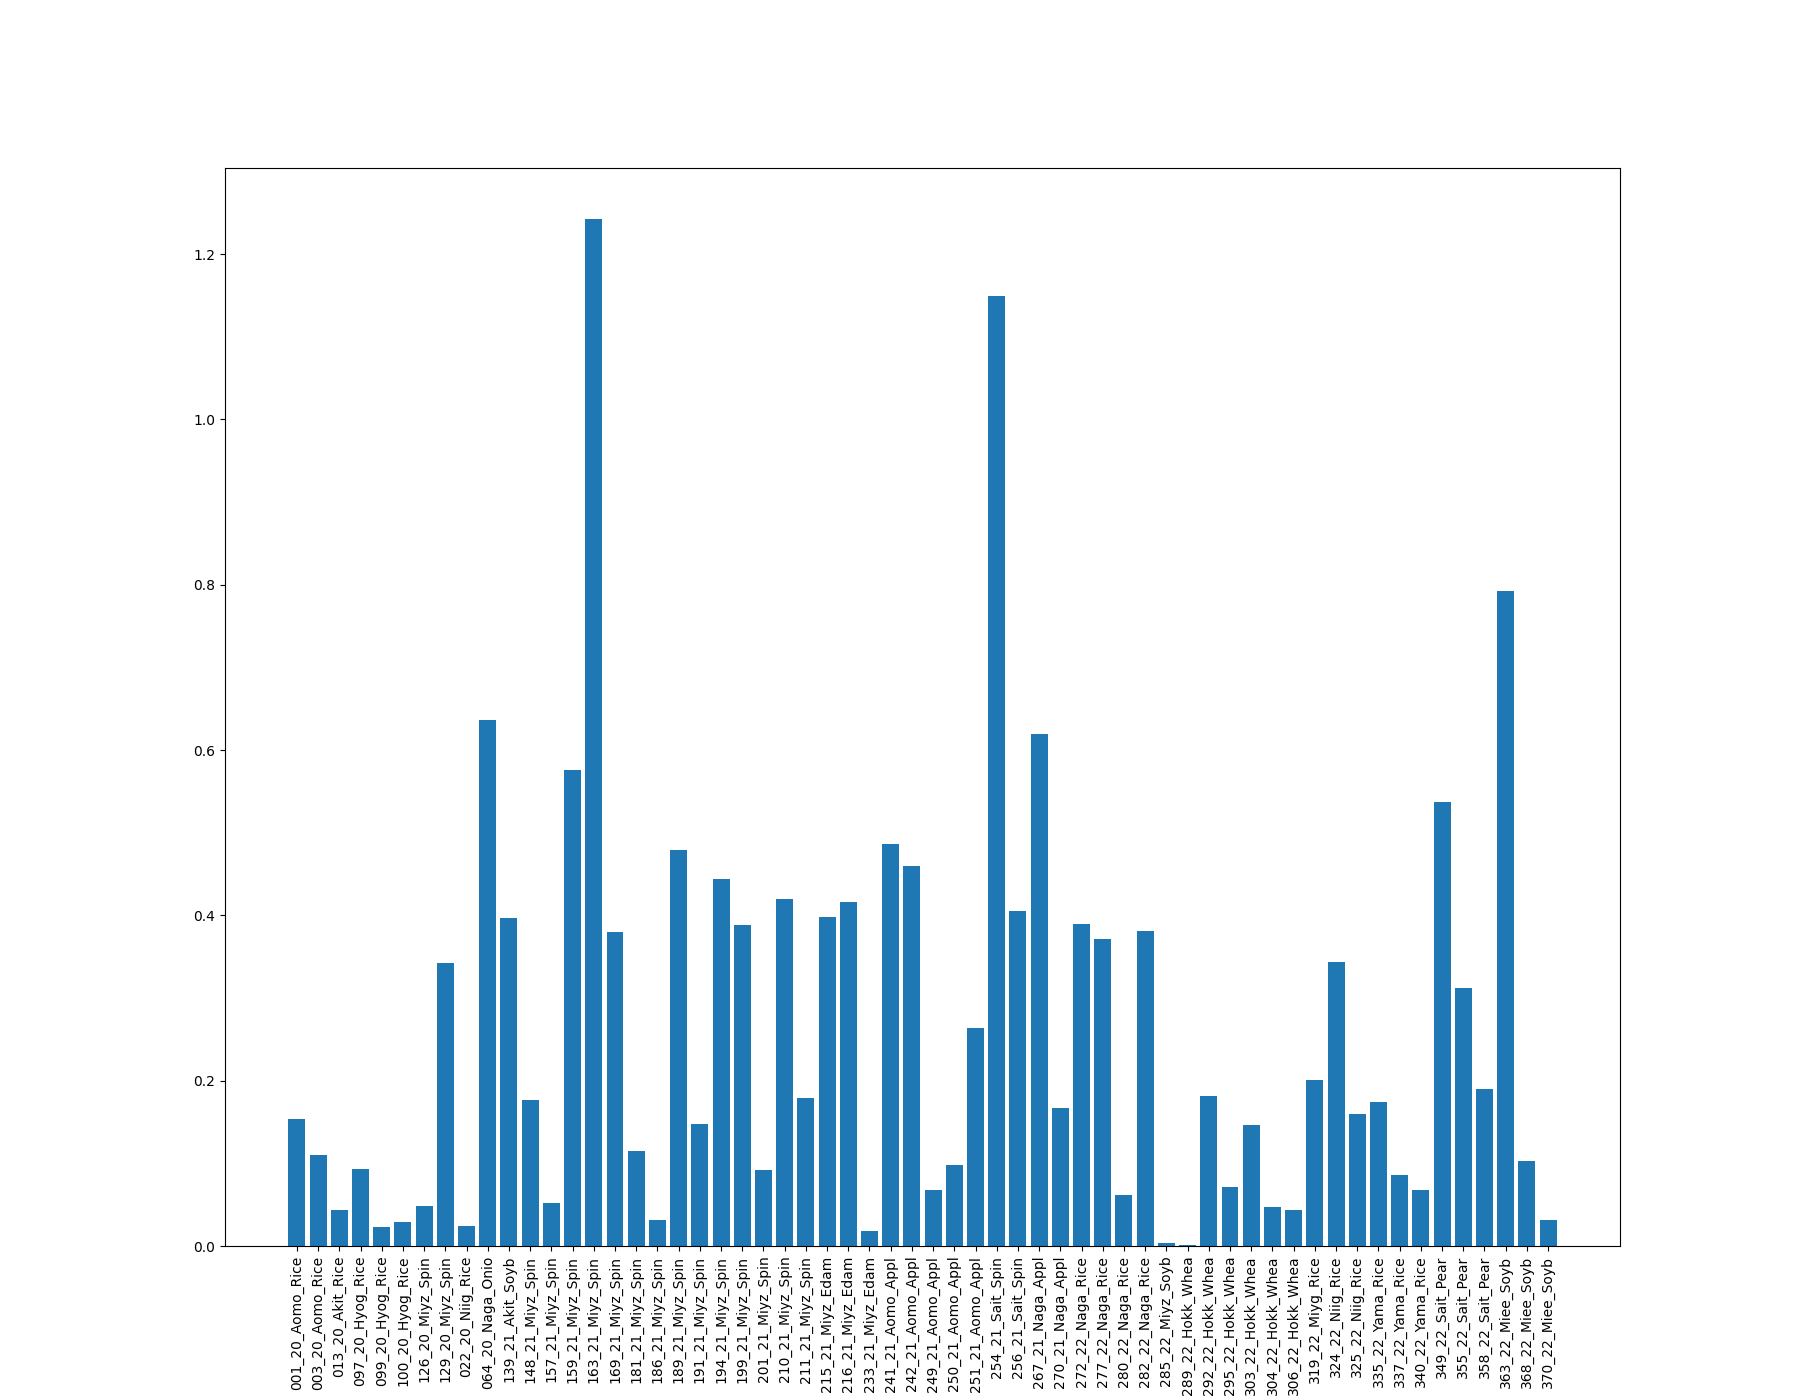 1.2
1.0
0.8
0.6
0.4
0.2
0.0
001_20_Aomo_Rice
003_20_Aomo_Rice
013_20_Akit_Rice
097_20_Hyog_Rice
099_20_Hyog_Rice
100_20_Hyog_Rice
126_20_Miyz_Spin
129_20_Miyz_Spin
022_20_Niig_Rice
064_20_Naga_Onio
139_21_Akit_Soyb
148_21_Miyz_Spin
157_21_Miyz_Spin
159_21_Miyz_Spin
163_21_Miyz_Spin
169_21_Miyz_Spin
181_21_Miyz_Spin
186_21_Miyz_Spin
189_21_Miyz_Spin
191_21_Miyz_Spin
194_21_Miyz_Spin
199_21_Miyz_Spin
201_21_Miyz_Spin
210_21_Miyz_Spin
211_21_Miyz_Spin
215_21_Miyz_Edam
216_21_Miyz_Edam
233_21_Miyz_Edam
241_21_Aomo_Appl
242_21_Aomo_Appl
249_21_Aomo_Appl
250_21_Aomo_Appl
251_21_Aomo_Appl
254_21_Sait_Spin
256_21_Sait_Spin
267_21_Naga_Appl
270_21_Naga_Appl
272_22_Naga_Rice
277_22_Naga_Rice
280_22_Naga_Rice
282_22_Naga_Rice
285_22_Miyz_Soyb
289_22_Hokk_Whea
292_22_Hokk_Whea
295_22_Hokk_Whea
303_22_Hokk_Whea
304_22_Hokk_Whea
306_22_Hokk_Whea
319_22_Miyg_Rice
324_22_Niig_Rice
325_22_Niig_Rice
335_22_Yama_Rice
337_22_Yama_Rice
340_22_Yama_Rice
349_22_Sait_Pear
355_22_Sait_Pear
358_22_Sait_Pear
363_22_Miee_Soyb
368_22_Miee_Soyb
370_22_Miee_Soyb